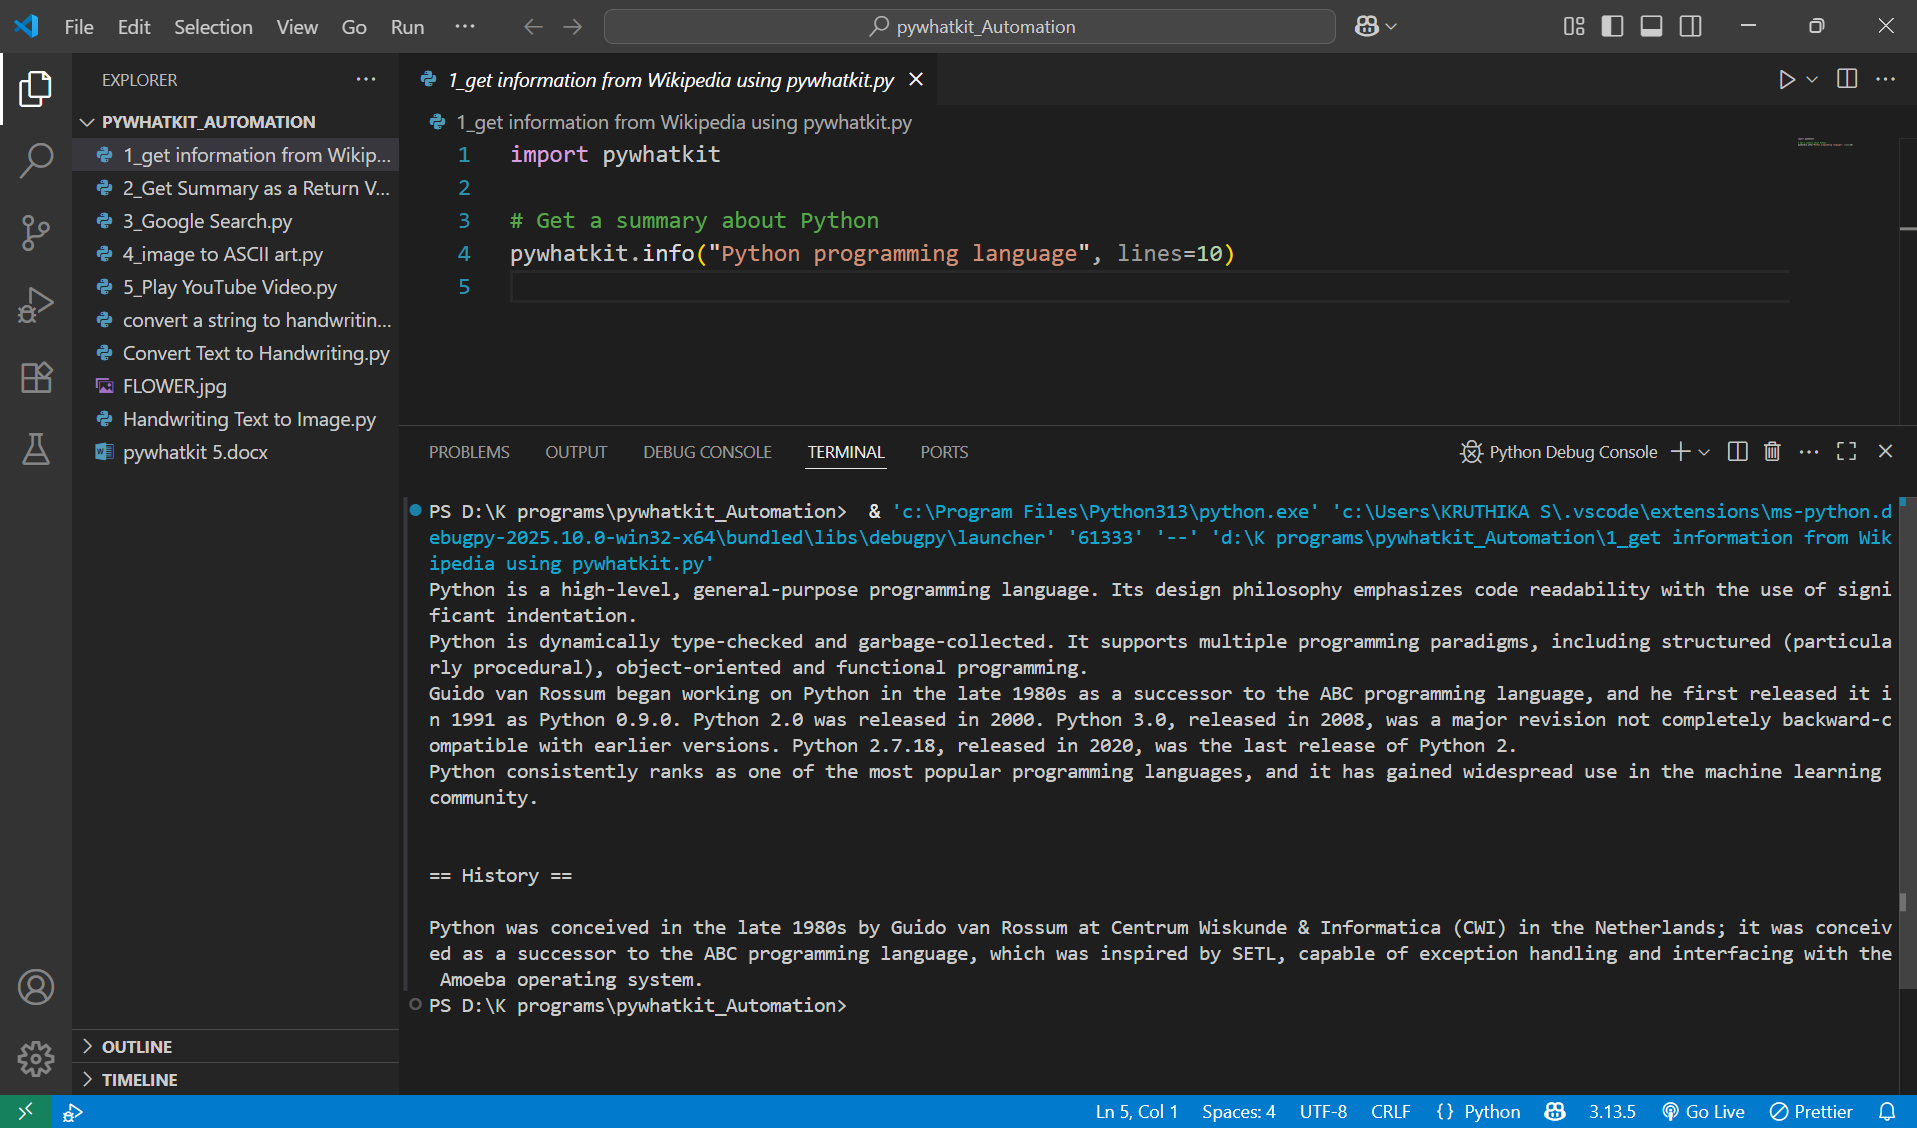 File Edit Selection View Go Run ···
pywhatkit_Automation
EXPLORER ···
PYWHATKIT_AUTOMATION
1_get information from Wikip...
2_Get Summary as a Return V...
3_Google Search.py
4_image to ASCII art.py
5_Play YouTube Video.py
convert a string to handwritin...
Convert Text to Handwriting.py
FLOWER.jpg
Handwriting Text to Image.py
pywhatkit 5.docx
OUTLINE
TIMELINE
1_get information from Wikipedia using pywhatkit.py
1_get information from Wikipedia using pywhatkit.py
1 import pywhatkit
2
3 # Get a summary about Python
4 pywhatkit.info("Python programming language", lines=10)
5
PROBLEMS OUTPUT DEBUG CONSOLE TERMINAL PORTS
Python Debug Console
PS D:\K programs\pywhatkit_Automation>  & 'c:\Program Files\Python313\python.exe' 'c:\Users\KRUTHIKA S\.vscode\extensions\ms-python.d
ebugpy-2025.10.0-win32-x64\bundled\libs\debugpy\launcher' '61333' '--' 'd:\K programs\pywhatkit_Automation\1_get information from Wik
ipedia using pywhatkit.py'
Python is a high-level, general-purpose programming language. Its design philosophy emphasizes code readability with the use of signi
ficant indentation.
Python is dynamically type-checked and garbage-collected. It supports multiple programming paradigms, including structured (particula
rly procedural), object-oriented and functional programming.
Guido van Rossum began working on Python in the late 1980s as a successor to the ABC programming language, and he first released it i
n 1991 as Python 0.9.0. Python 2.0 was released in 2000. Python 3.0, released in 2008, was a major revision not completely backward-c
ompatible with earlier versions. Python 2.7.18, released in 2020, was the last release of Python 2.
Python consistently ranks as one of the most popular programming languages, and it has gained widespread use in the machine learning
community.
== History ==
Python was conceived in the late 1980s by Guido van Rossum at Centrum Wiskunde & Informatica (CWI) in the Netherlands; it was conceiv
ed as a successor to the ABC programming language, which was inspired by SETL, capable of exception handling and interfacing with the
 Amoeba operating system.
PS D:\K programs\pywhatkit_Automation>
Ln 5, Col 1 Spaces: 4 UTF-8 CRLF {} Python 3.13.5 Go Live Prettier